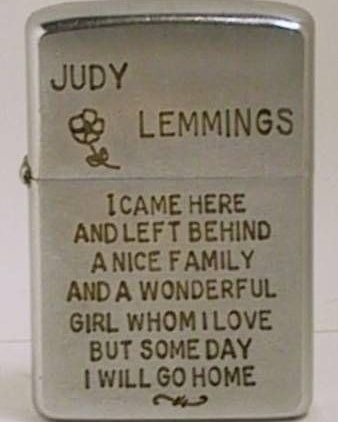 JUDY
LEMMINGS
I CAME HERE
AND LEFT BEHIND
A NICE FAMILY
AND A WONDERFUL
GIRL WHOM I LOVE
BUT SOME DAY
I WILL GO HOME